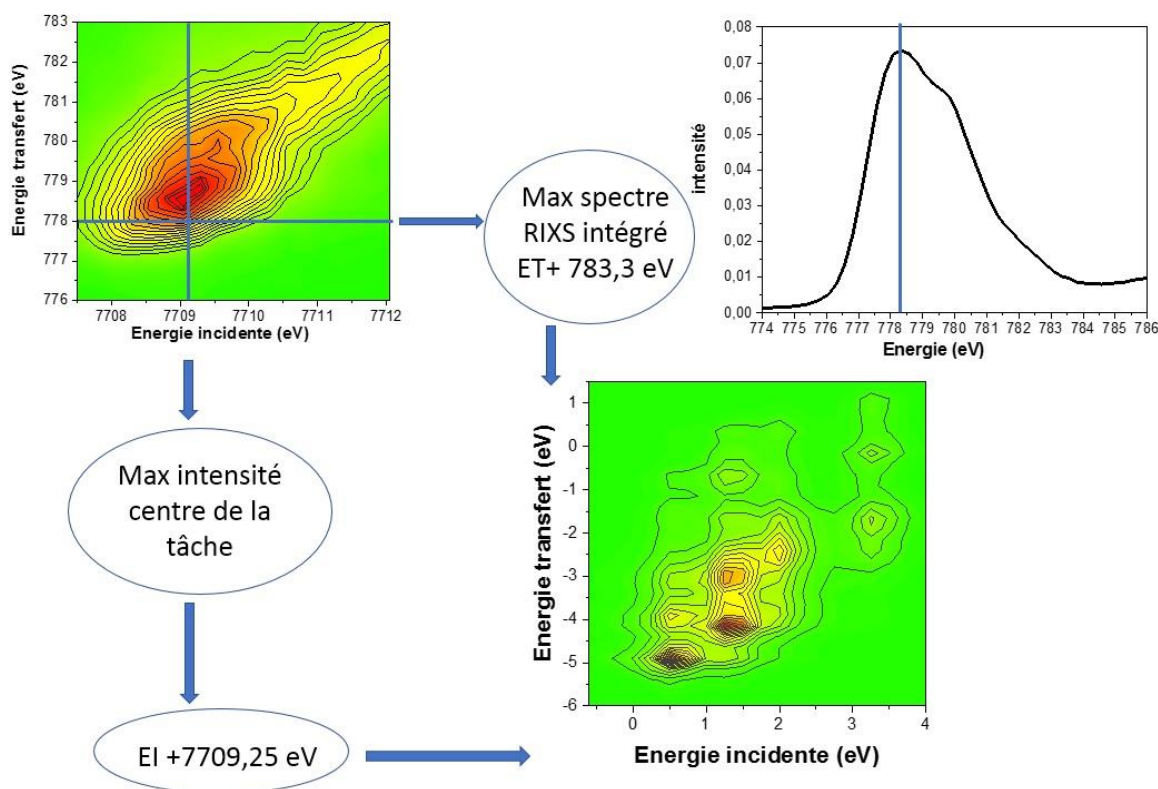 783
782
781
780
779
778
777
776
Energie transfert (eV)
7708 7709 7710 7711 7712
Energie incidente (eV)
Max spectre
RIXS intégré
ET+ 783,3 eV
0,08
0,07
0,06
0,05
0,04
0,03
0,02
0,01
0,00
intensité
774 775 776 777 778 779 780 781 782 783 784 785 786
Energie (eV)
Max intensité
centre de la
tâche
EI +7709,25 eV
1
0
-1
-2
-3
-4
-5
-6
Energie transfert (eV)
0 1 2 3 4
Energie incidente (eV)